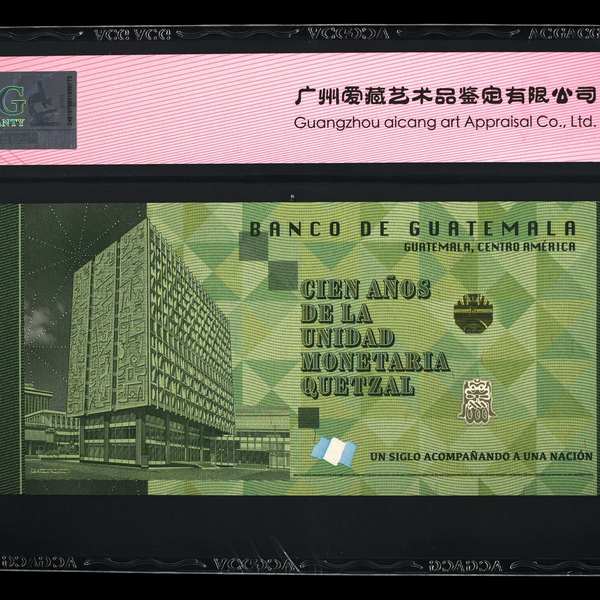 G
ANTY
广州爱藏艺术品鉴定有限公司
Guangzhou aicang art Appraisal Co., Ltd.
BANCO DE GUATEMALA
GUATEMALA, CENTRO AMÉRICA
CIEN AÑOS
DE LA
UNIDAD
MONETARIA
QUETZAL
UN SIGLO ACOMPAÑANDO A UNA NACIÓN